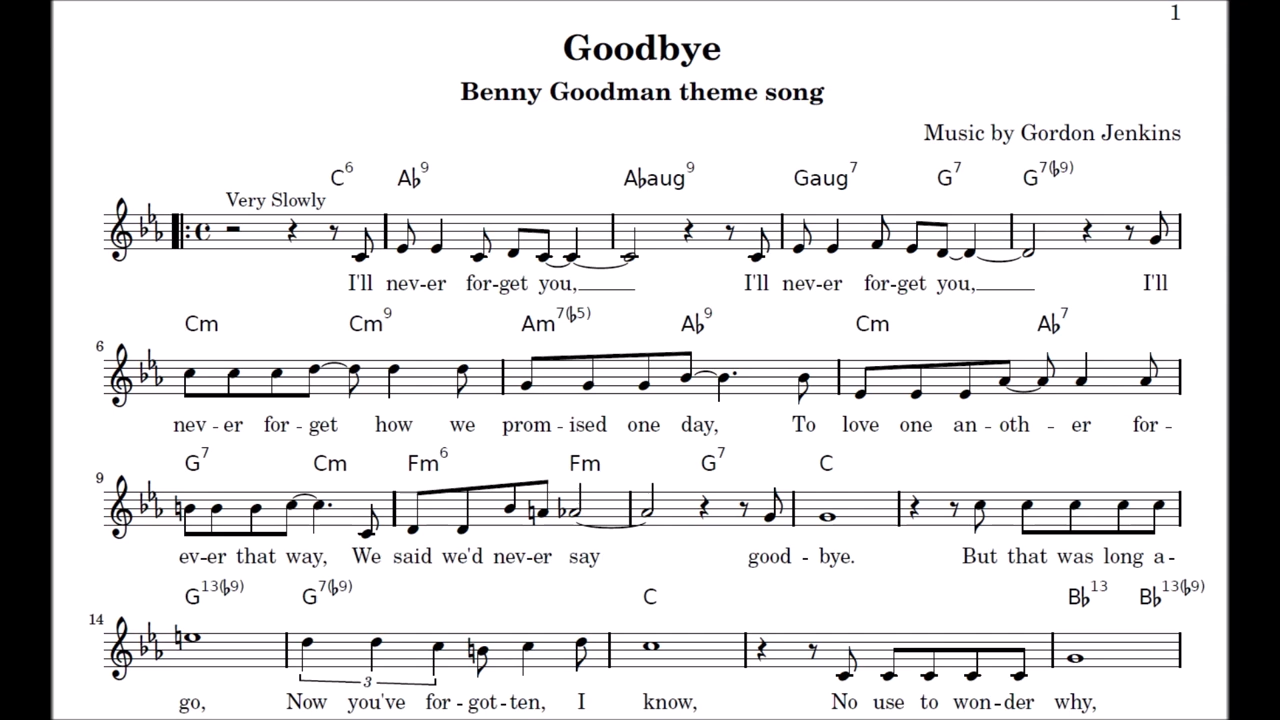 1
Goodbye
Benny Goodman theme song
Music by Gordon Jenkins
C6 A♭9 A♭aug9 Gaug7 G7 G7(♭9)
Very Slowly
I'll nev-er for-get you, I'll nev-er for-get you, I'll
Cm Cm9 Am7(♭5) A♭9 Cm A♭7
6
nev - er for - get how we prom - ised one day, To love one an - oth - er for -
G7 Cm Fm6 Fm G7 C
9
ev-er that way, We said we'd nev-er say good - bye. But that was long a -
G13(♭9) G7(♭9) C B♭13 B♭13(♭9)
14
3
go, Now you've for - got - ten, I know, No use to won - der why,